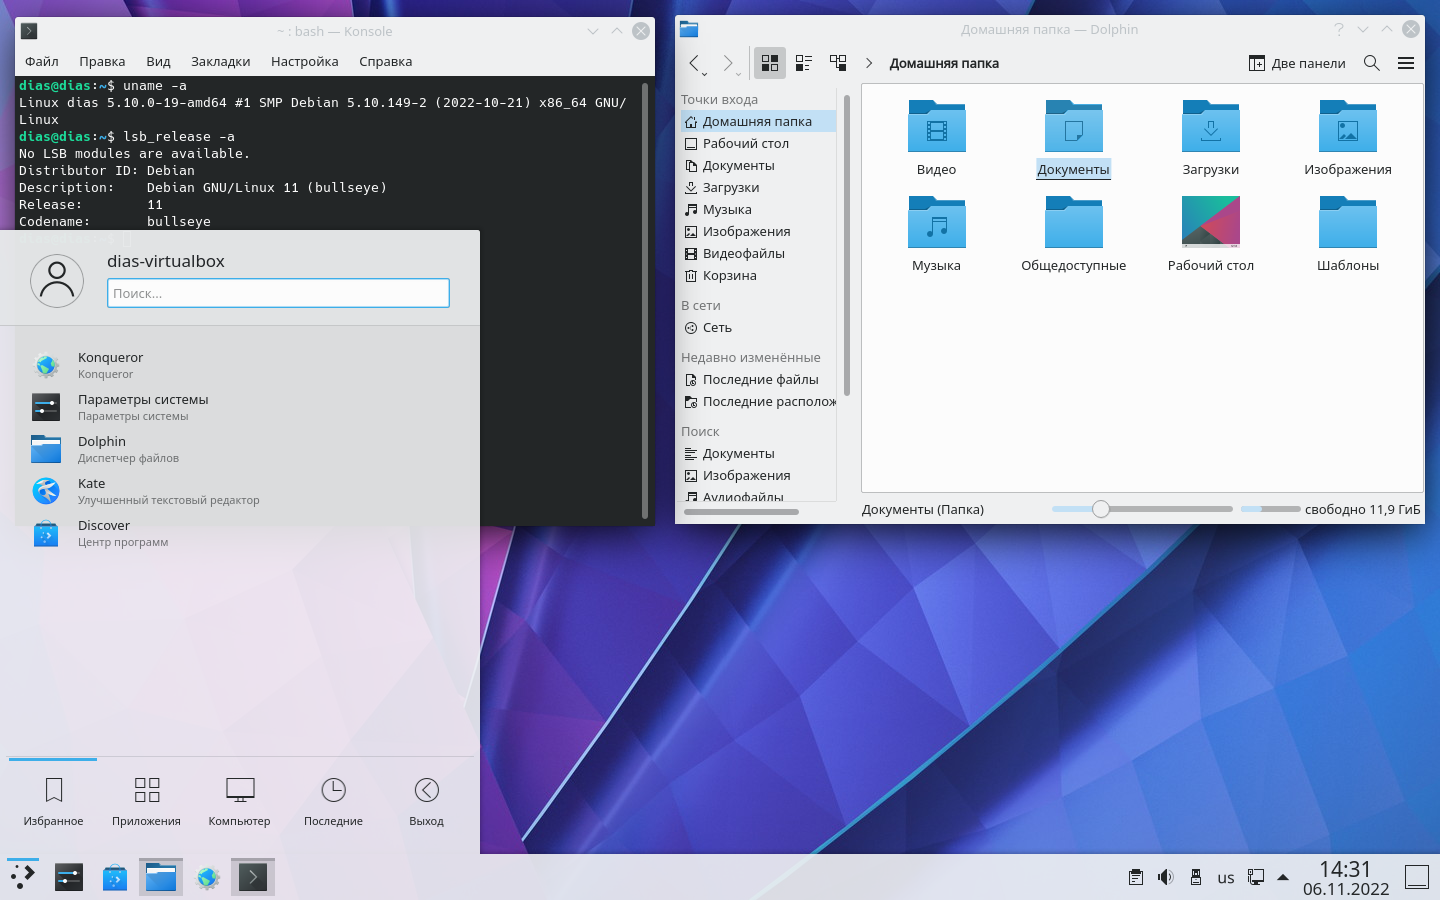 ~ : bash — Konsole
Файл Правка Вид Закладки Настройка Справка
dias@dias:~$ uname -a
Linux dias 5.10.0-19-amd64 #1 SMP Debian 5.10.149-2 (2022-10-21) x86_64 GNU/
Linux
dias@dias:~$ lsb_release -a
No LSB modules are available.
Distributor ID: Debian
Description: Debian GNU/Linux 11 (bullseye)
Release: 11
Codename: bullseye
dias-virtualbox
Поиск...
Konqueror
Konqueror
Параметры системы
Параметры системы
Dolphin
Диспетчер файлов
Kate
Улучшенный текстовый редактор
Discover
Центр программ
Избранное Приложения Компьютер Последние Выход
Домашняя папка — Dolphin
Домашняя папка
Две панели
Точки входа
Домашняя папка
Рабочий стол
Документы
Загрузки
Музыка
Изображения
Видеофайлы
Корзина
В сети
Сеть
Недавно изменённые
Последние файлы
Последние располож
Поиск
Документы
Изображения
Аудиофайлы
Видео Документы Загрузки Изображения
Музыка Общедоступные Рабочий стол Шаблоны
Документы (Папка)
свободно 11,9 ГиБ
us
14:31
06.11.2022